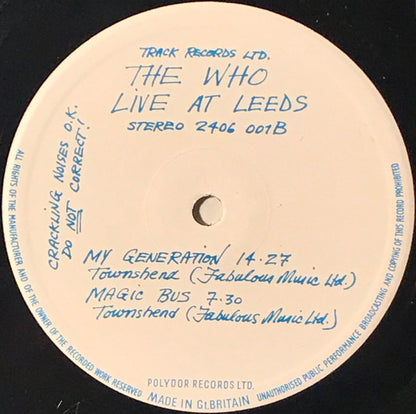 TRACK RECORDS LTD.
THE WHO
LIVE AT LEEDS
STEREO 2406 001B
CRACKLING NOISES O.K.
DO NOT CORRECT!
MY GENERATION 14.27
Townshend (Fabulous Music Ltd.)
MAGIC BUS 7.30
Townshend (Fabulous Music Ltd.)
POLYDOR RECORDS LTD.
MADE IN Gt.BRITAIN
ALL RIGHTS OF THE MANUFACTURER AND OF THE OWNER OF THE RECORDED WORK RESERVED
UNAUTHORISED PUBLIC PERFORMANCE BROADCASTING AND COPYING OF THIS RECORD PROHIBITED